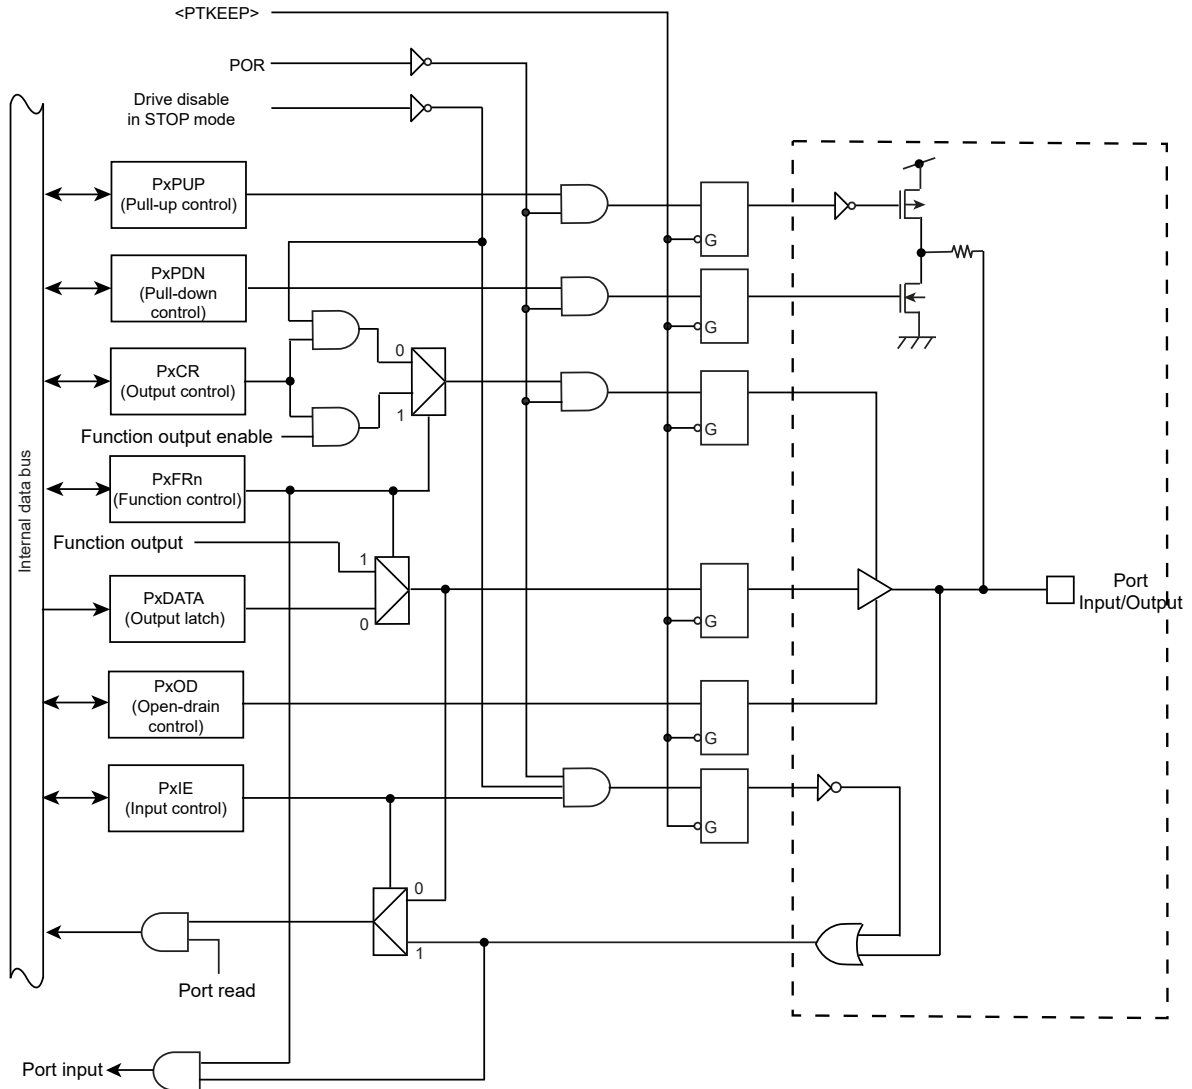 <PTKEEP>
POR
Drive disable
in STOP mode
PxPUP
(Pull-up control)
G
PxPDN
(Pull-down
control)
G
0
PxCR
(Output control)
1
G
Function output enable
Internal data bus
PxFRn
(Function control)
Function output
1
PxDATA
(Output latch)
0
G
Port
Input/Output
PxOD
(Open-drain
control)
G
PxIE
(Input control)
G
0
1
Port read
Port input